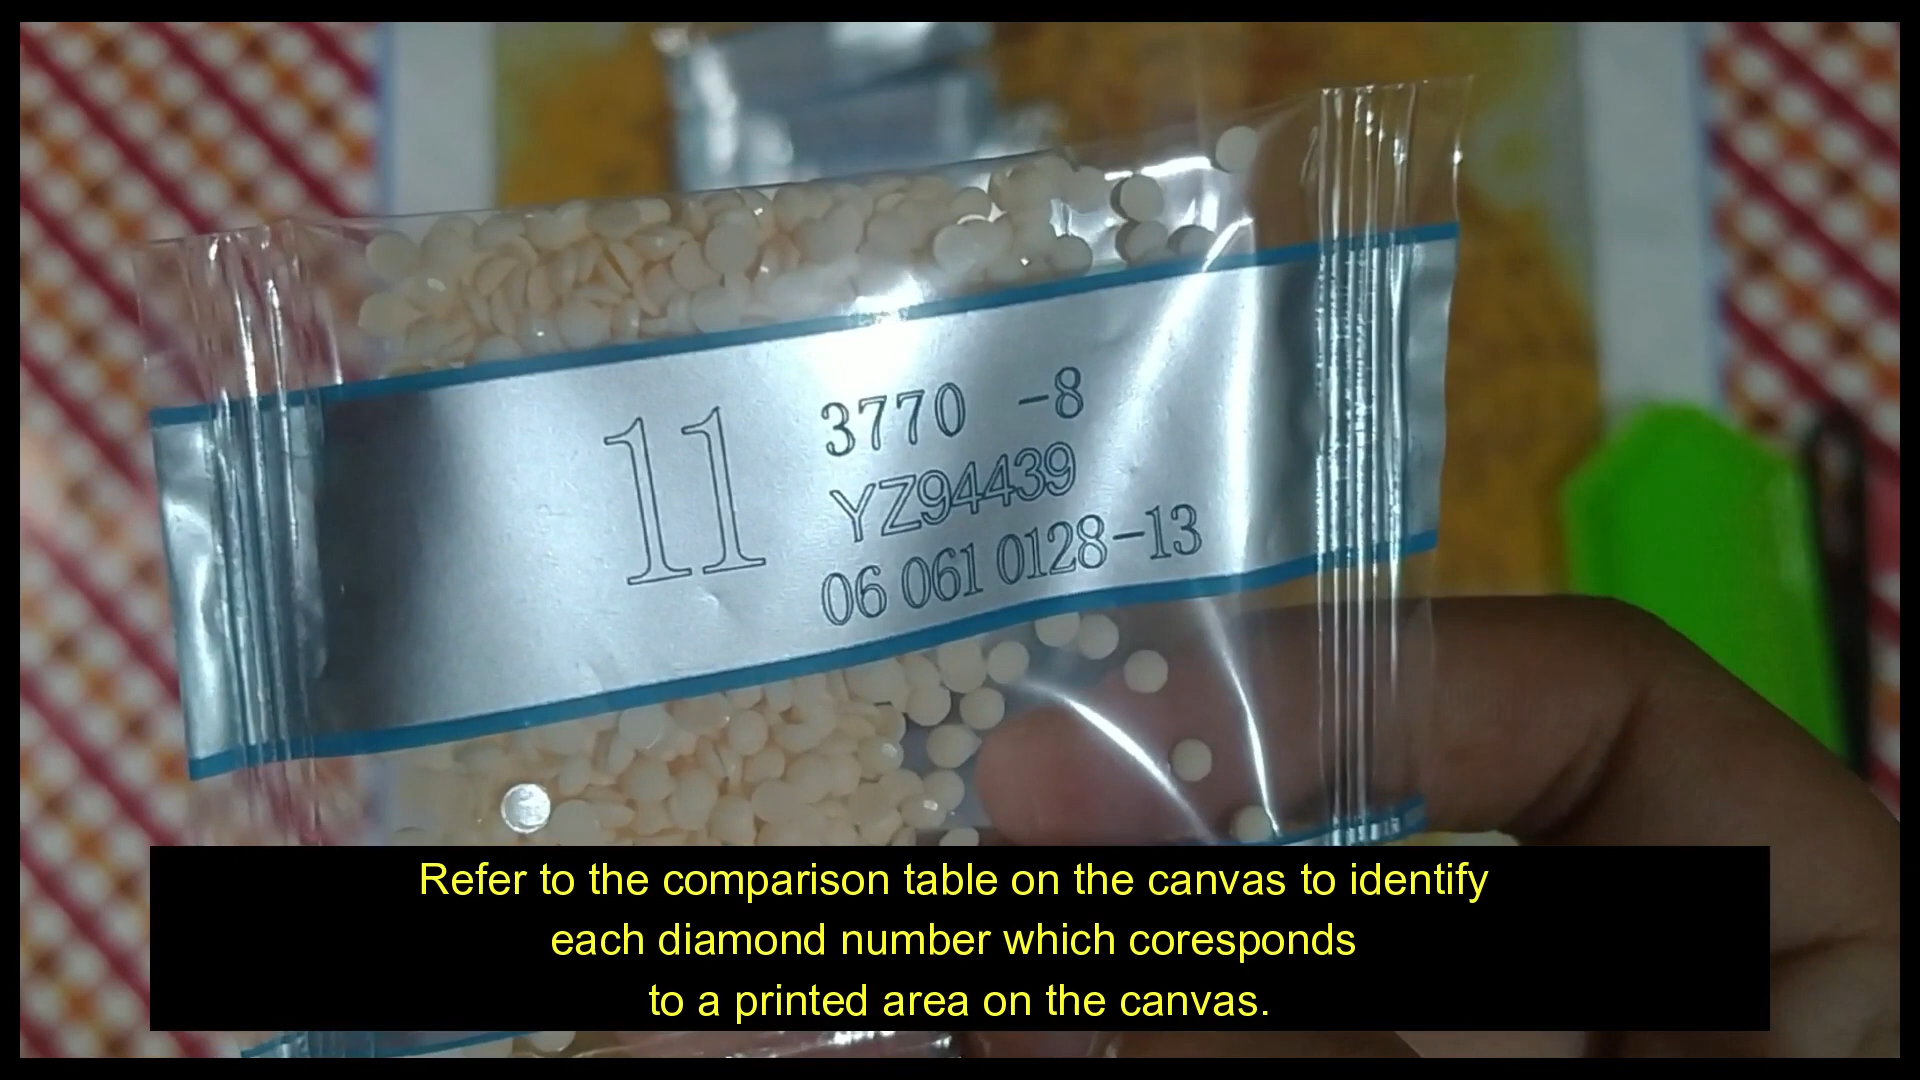 11
3770 -8
YZ94439
06 061 0128-13
Refer to the comparison table on the canvas to identify
each diamond number which coresponds
to a printed area on the canvas.